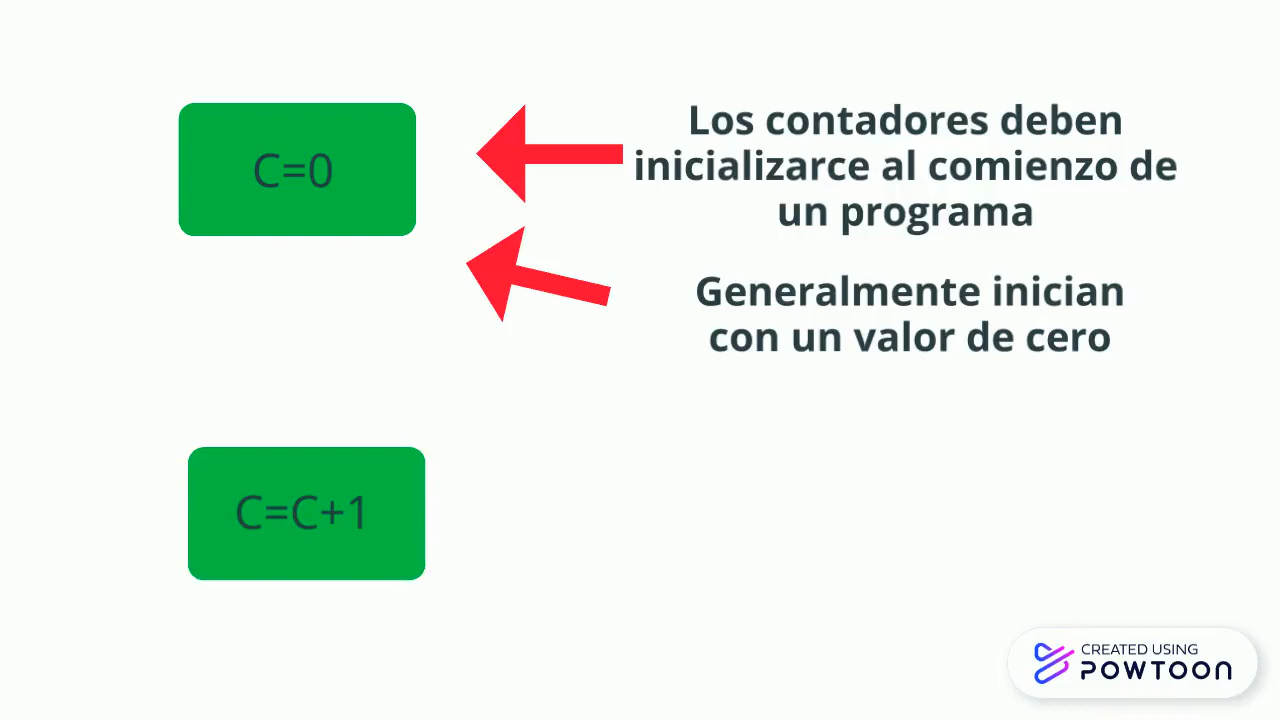 C=0
Los contadores deben
inicializarce al comienzo de
un programa
Generalmente inician
con un valor de cero
C=C+1
CREATED USING
POWTOON